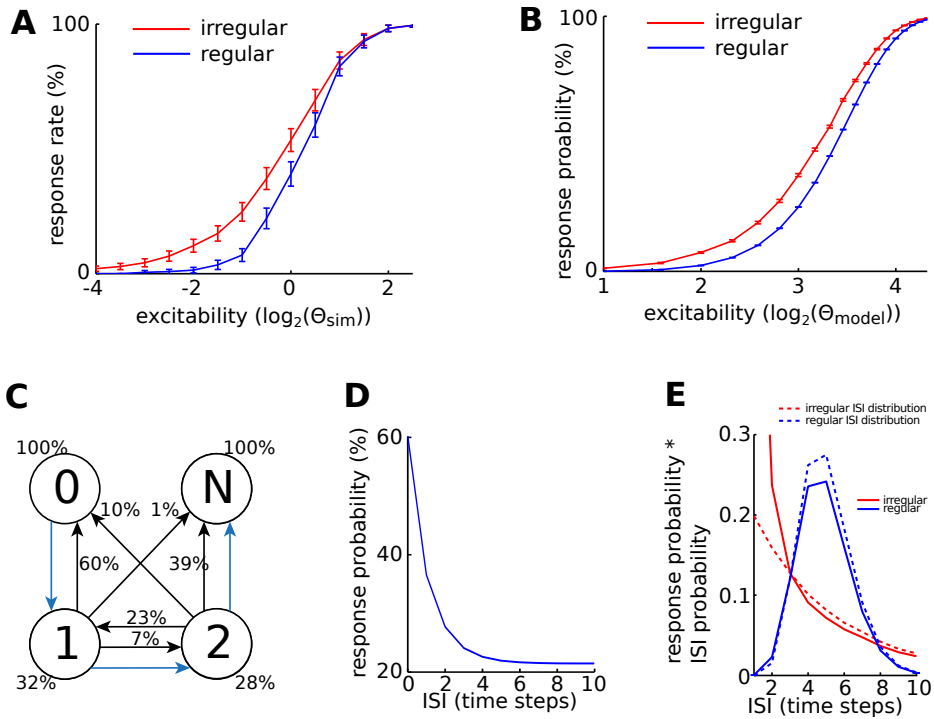 A
100
irregular
regular
response rate (%)
0
-4
-2
0
2
excitability (log2(Θsim))
B
100
irregular
regular
response proability (%)
0
1
2
3
4
excitability (log2(Θmodel))
C
100%
100%
0
N
10%
1%
60%
39%
23%
7%
1
2
32%
28%
D
60
40
20
response probability (%)
0
2
4
6
8
10
ISI (time steps)
E
irregular ISI distribution
regular ISI distribution
0.3
0.2
0.1
0
irregular
regular
response probability *
ISI probability
2
4
6
8
10
ISI (time steps)